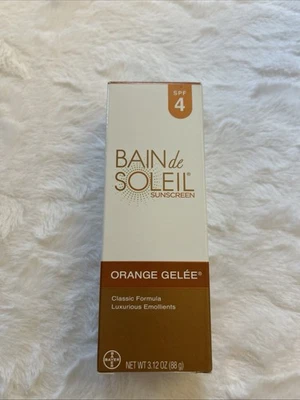 SPF
4
BAIN de
SOLEIL®
SUNSCREEN
ORANGE GELÉE®
Classic Formula
Luxurious Emollients
BAYER
NET WT 3.12 OZ (88 g)